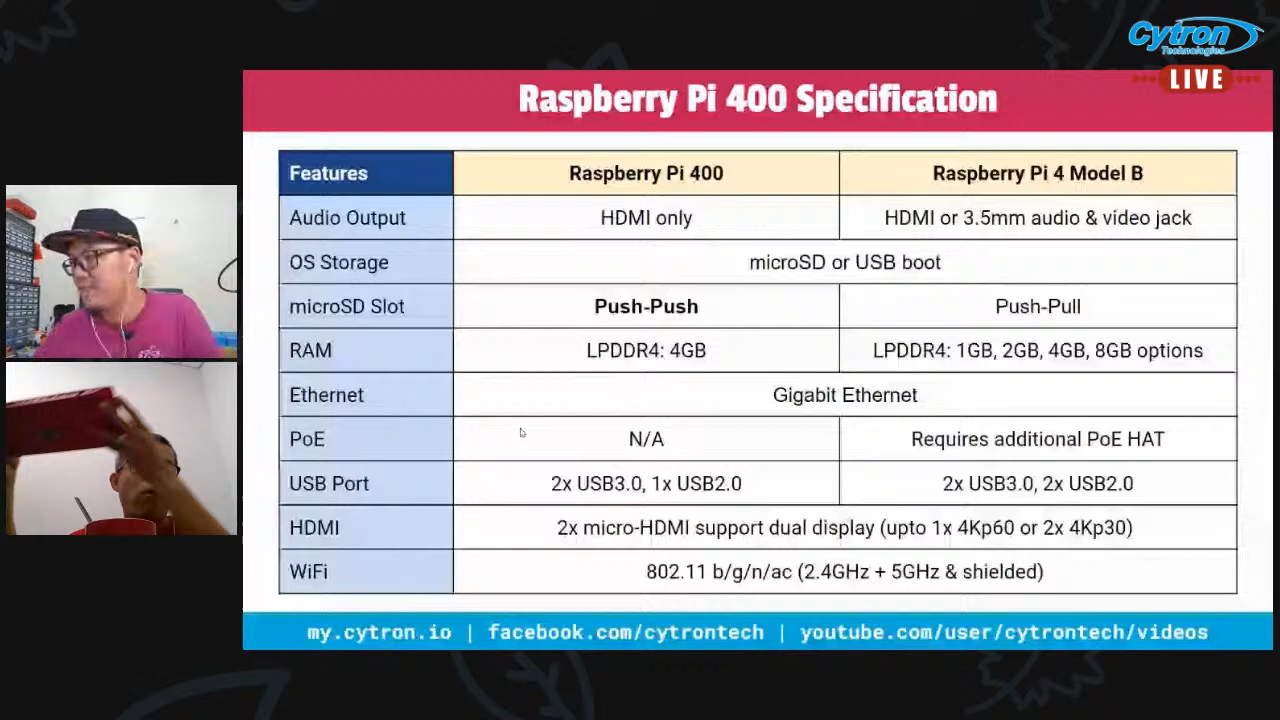 Cytron
Technologies
LIVE
Raspberry Pi 400 Specification
Features Raspberry Pi 400 Raspberry Pi 4 Model B
Audio Output HDMI only HDMI or 3.5mm audio & video jack
OS Storage microSD or USB boot
microSD Slot Push-Push Push-Pull
RAM LPDDR4: 4GB LPDDR4: 1GB, 2GB, 4GB, 8GB options
Ethernet Gigabit Ethernet
PoE N/A Requires additional PoE HAT
USB Port 2x USB3.0, 1x USB2.0 2x USB3.0, 2x USB2.0
HDMI 2x micro-HDMI support dual display (upto 1x 4Kp60 or 2x 4Kp30)
WiFi 802.11 b/g/n/ac (2.4GHz + 5GHz & shielded)
my.cytron.io | facebook.com/cytrontech | youtube.com/user/cytrontech/videos